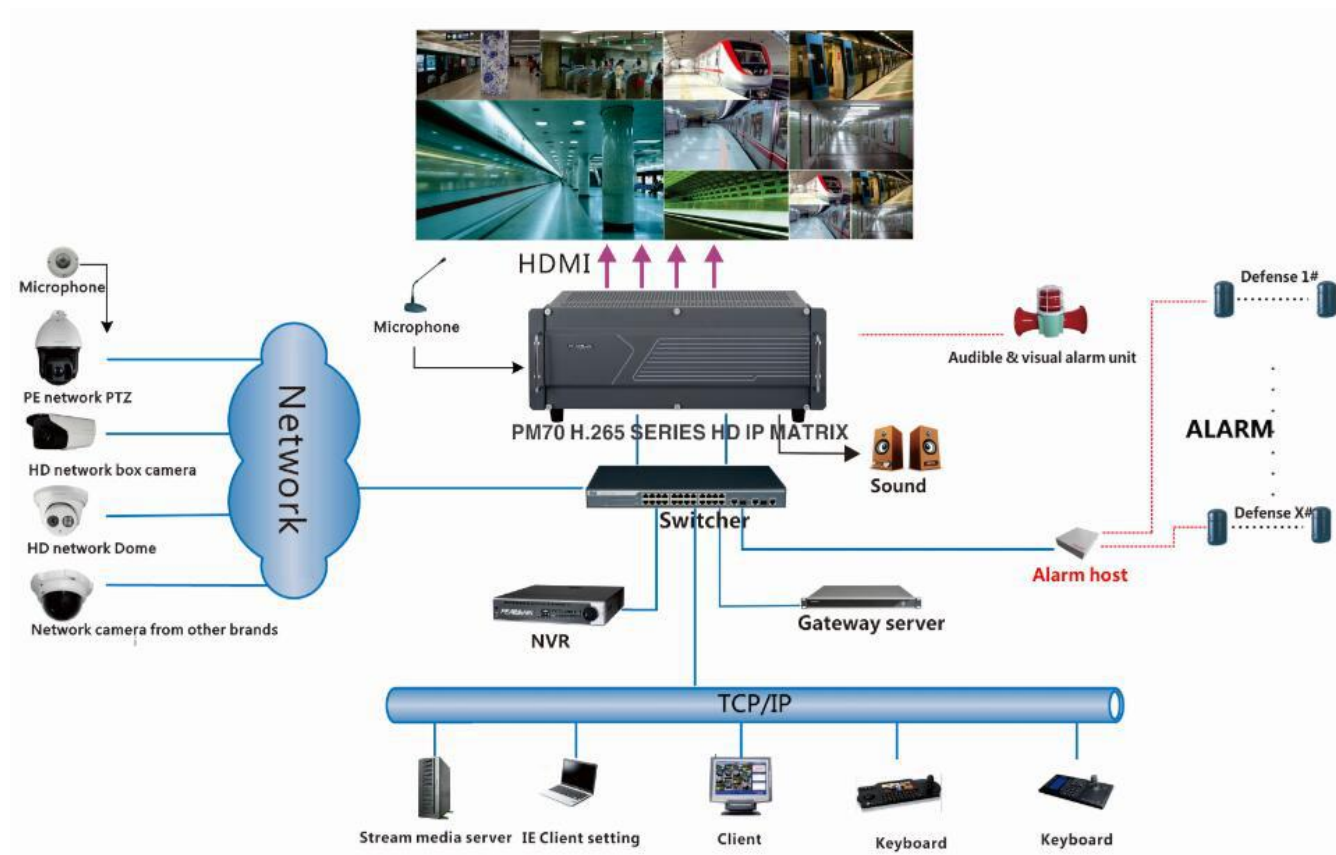 HDMI
Microphone
Microphone
PE network PTZ
HD network box camera
HD network Dome
Network camera from other brands
Network
PM70 H.265 SERIES HD IP MATRIX
Audible & visual alarm unit
Defense 1#
ALARM
Defense X#
Sound
Switcher
Alarm host
NVR
Gateway server
TCP/IP
Stream media server
IE Client setting
Client
Keyboard
Keyboard